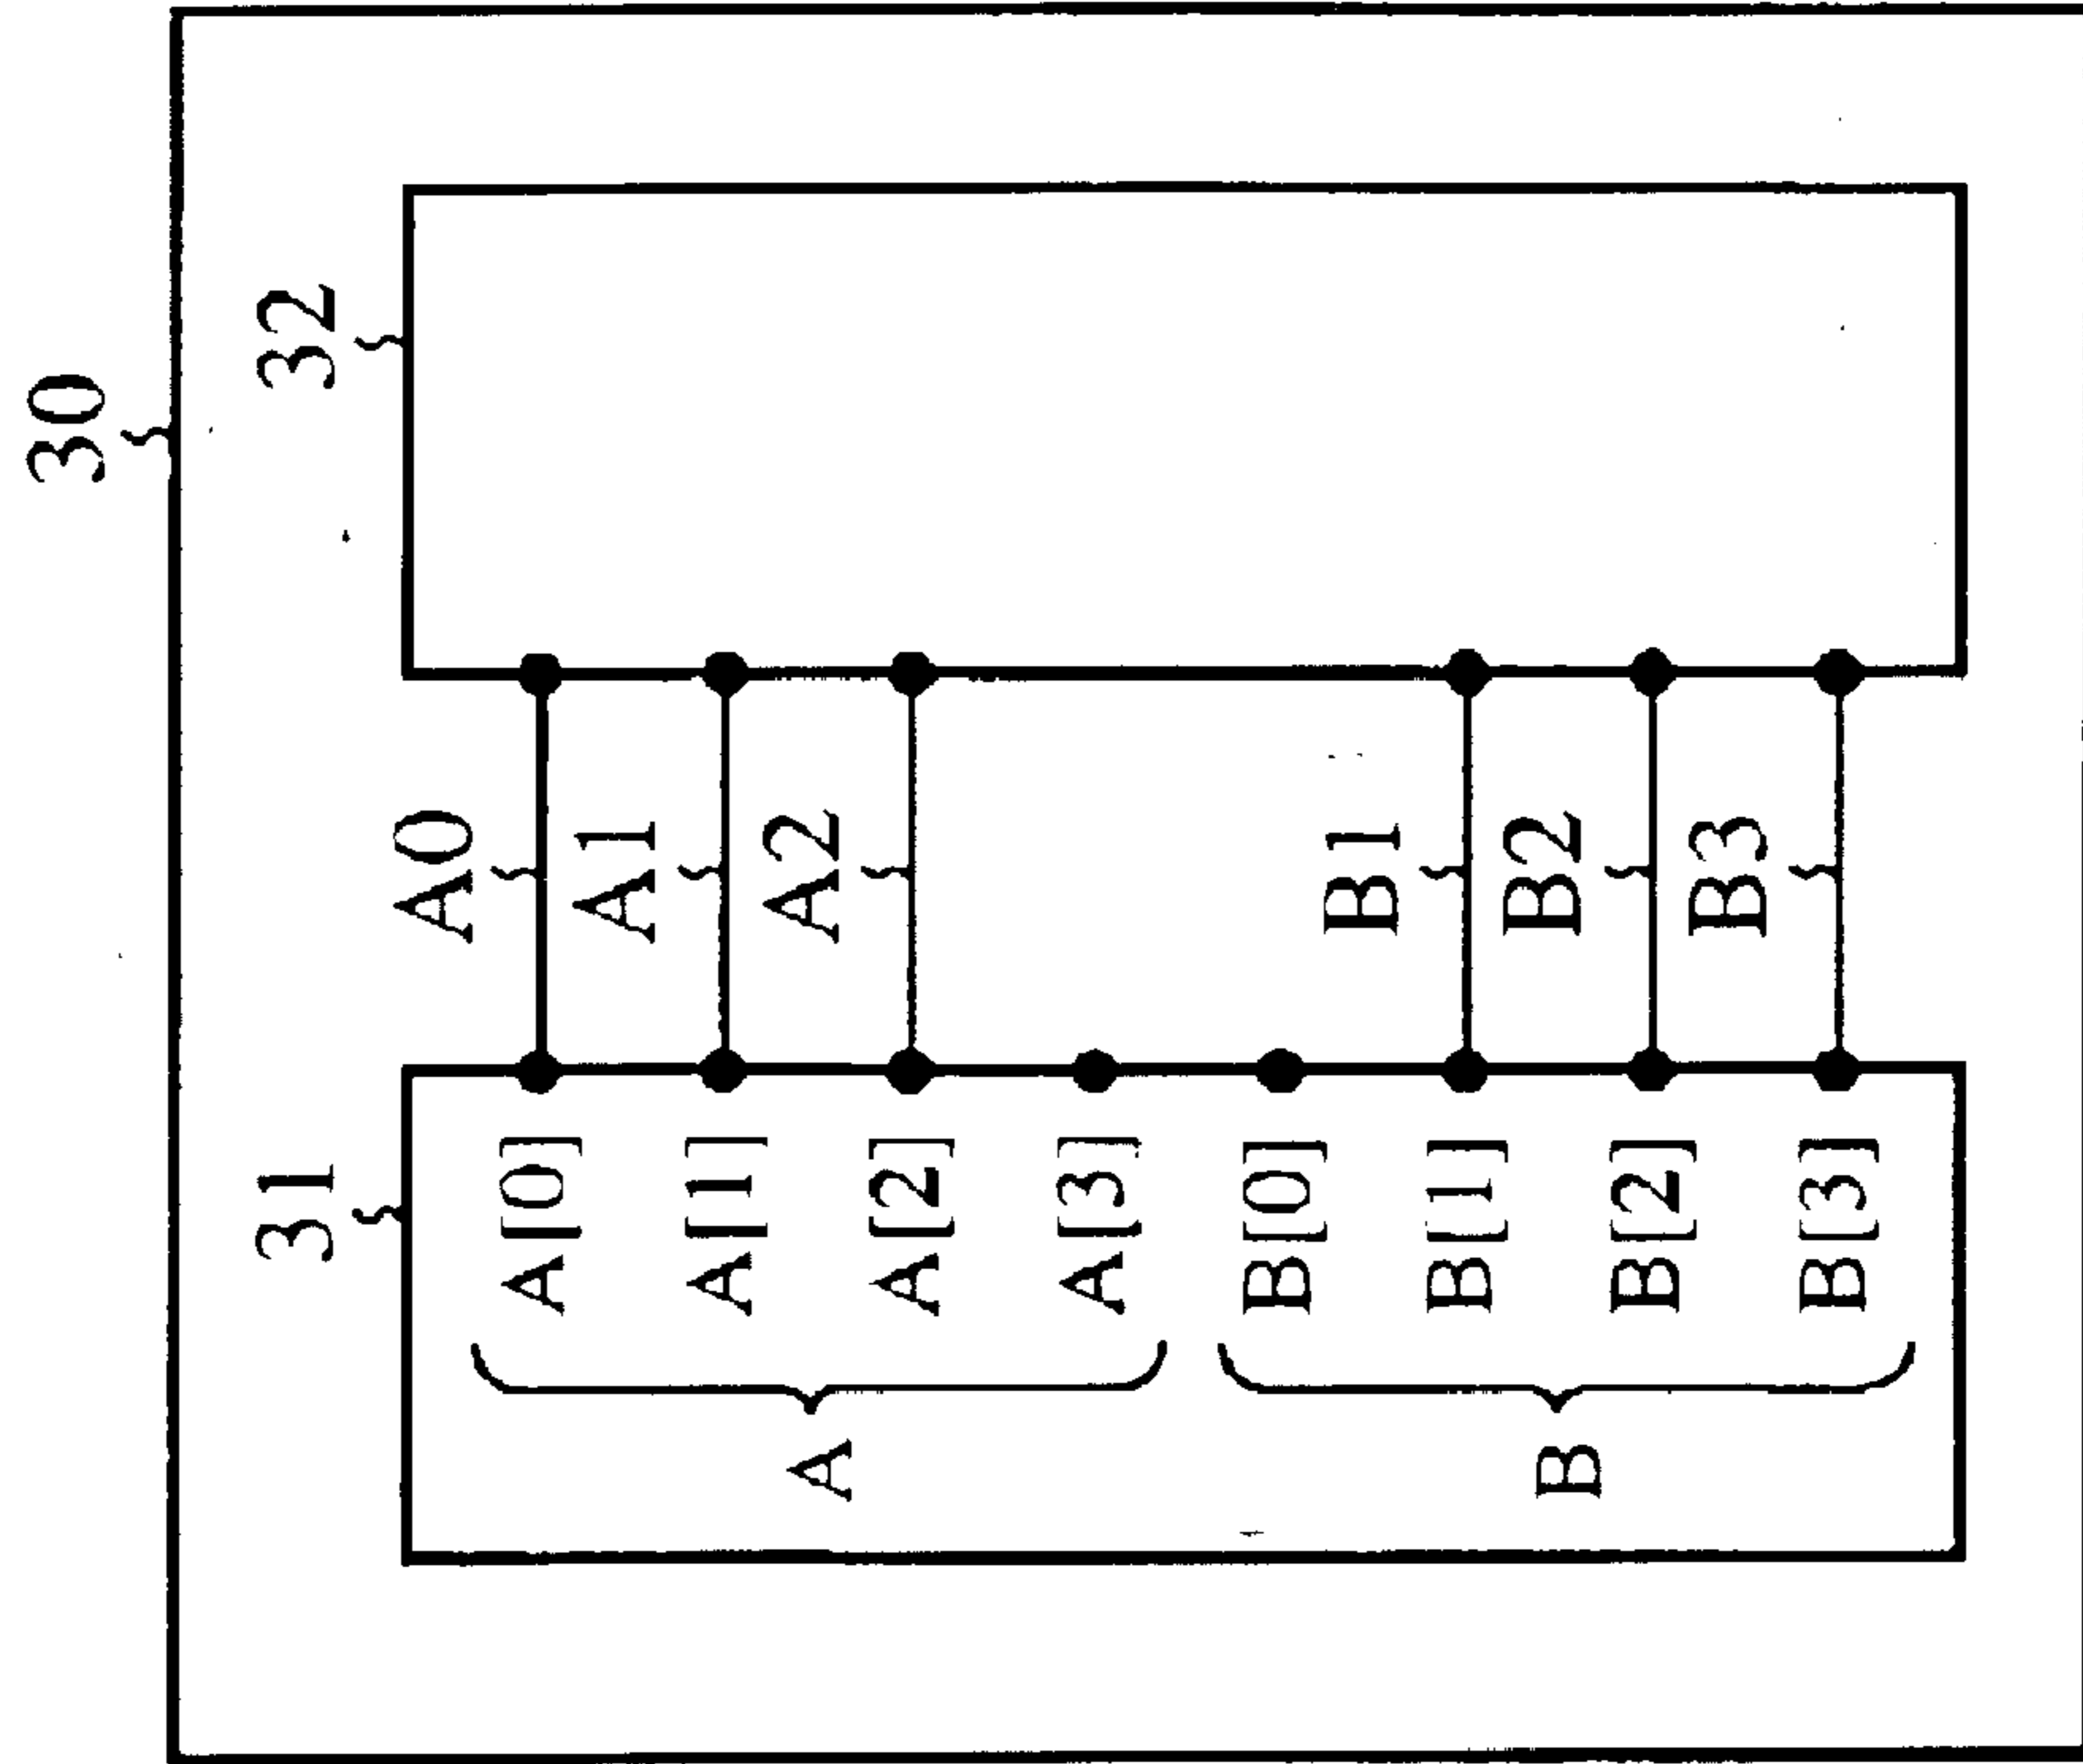 30
31
32
A0
A[0]
A1
A[1]
A2
A[2]
A
A[3]
B[0]
B1
B[1]
B2
B[2]
B
B3
B[3]